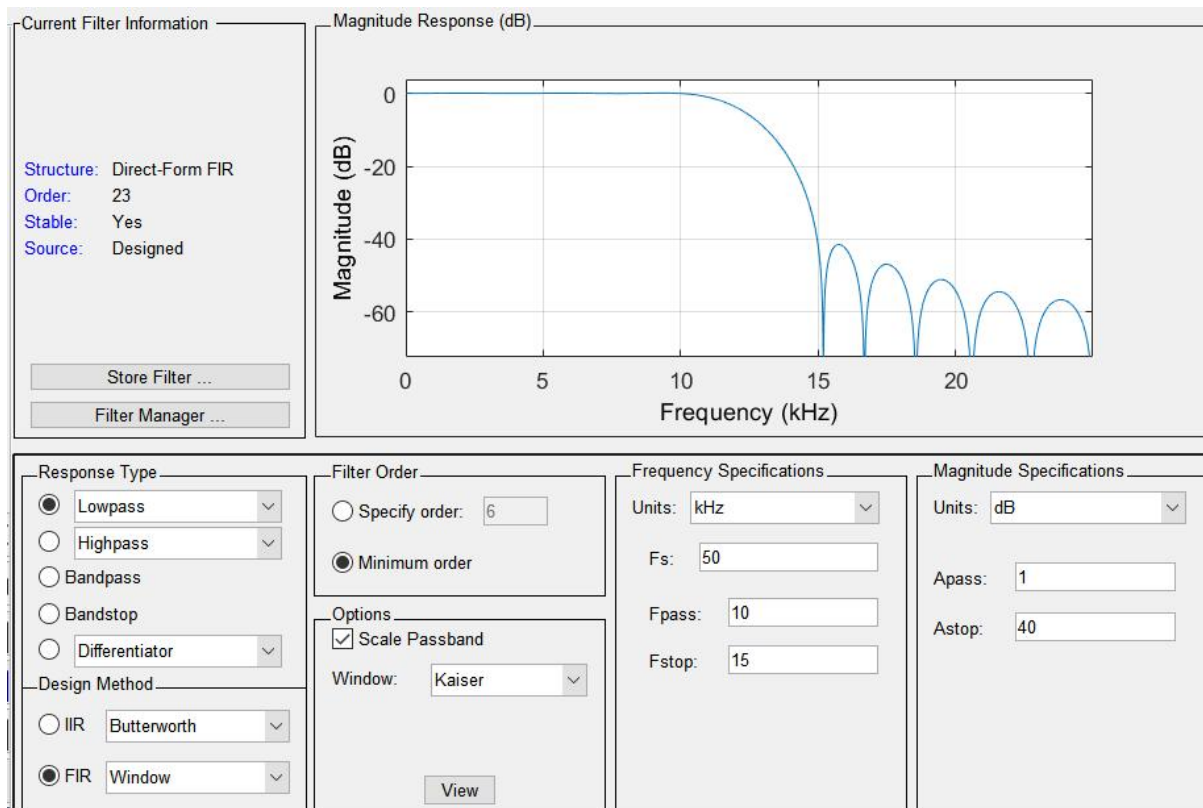 Current Filter Information
Structure: Direct-Form FIR
Order: 23
Stable: Yes
Source: Designed
Store Filter ...
Filter Manager ...
Magnitude Response (dB)
Magnitude (dB)
0
-20
-40
-60
0 5 10 15 20
Frequency (kHz)
Response Type
Lowpass
Highpass
Bandpass
Bandstop
Differentiator
Design Method
IIR Butterworth
FIR Window
Filter Order
Specify order: 6
Minimum order
Options
Scale Passband
Window: Kaiser
View
Frequency Specifications
Units: kHz
Fs: 50
Fpass: 10
Fstop: 15
Magnitude Specifications
Units: dB
Apass: 1
Astop: 40